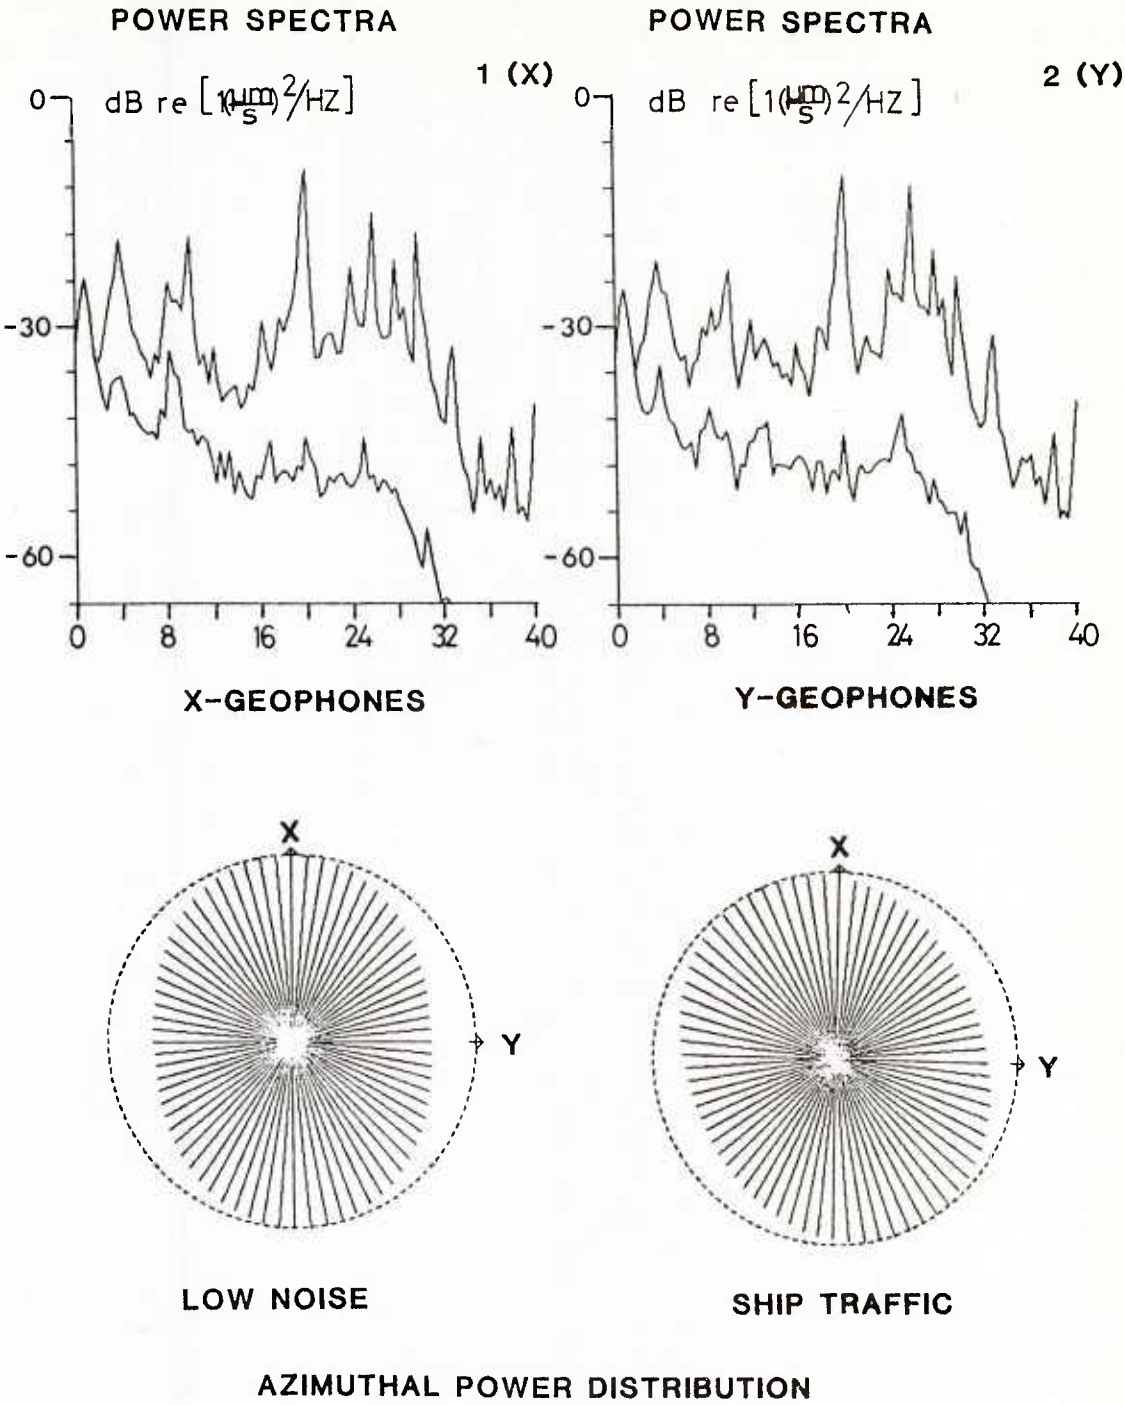 POWER SPECTRA
1 (X)
dB re [1(μm/s)2/HZ]
0
-30
-60
0 8 16 24 32 40
X-GEOPHONES
POWER SPECTRA
2 (Y)
dB re [1(μm/s)2/HZ]
0
-30
-60
0 8 16 24 32 40
Y-GEOPHONES
X
Y
LOW NOISE
X
Y
SHIP TRAFFIC
AZIMUTHAL POWER DISTRIBUTION